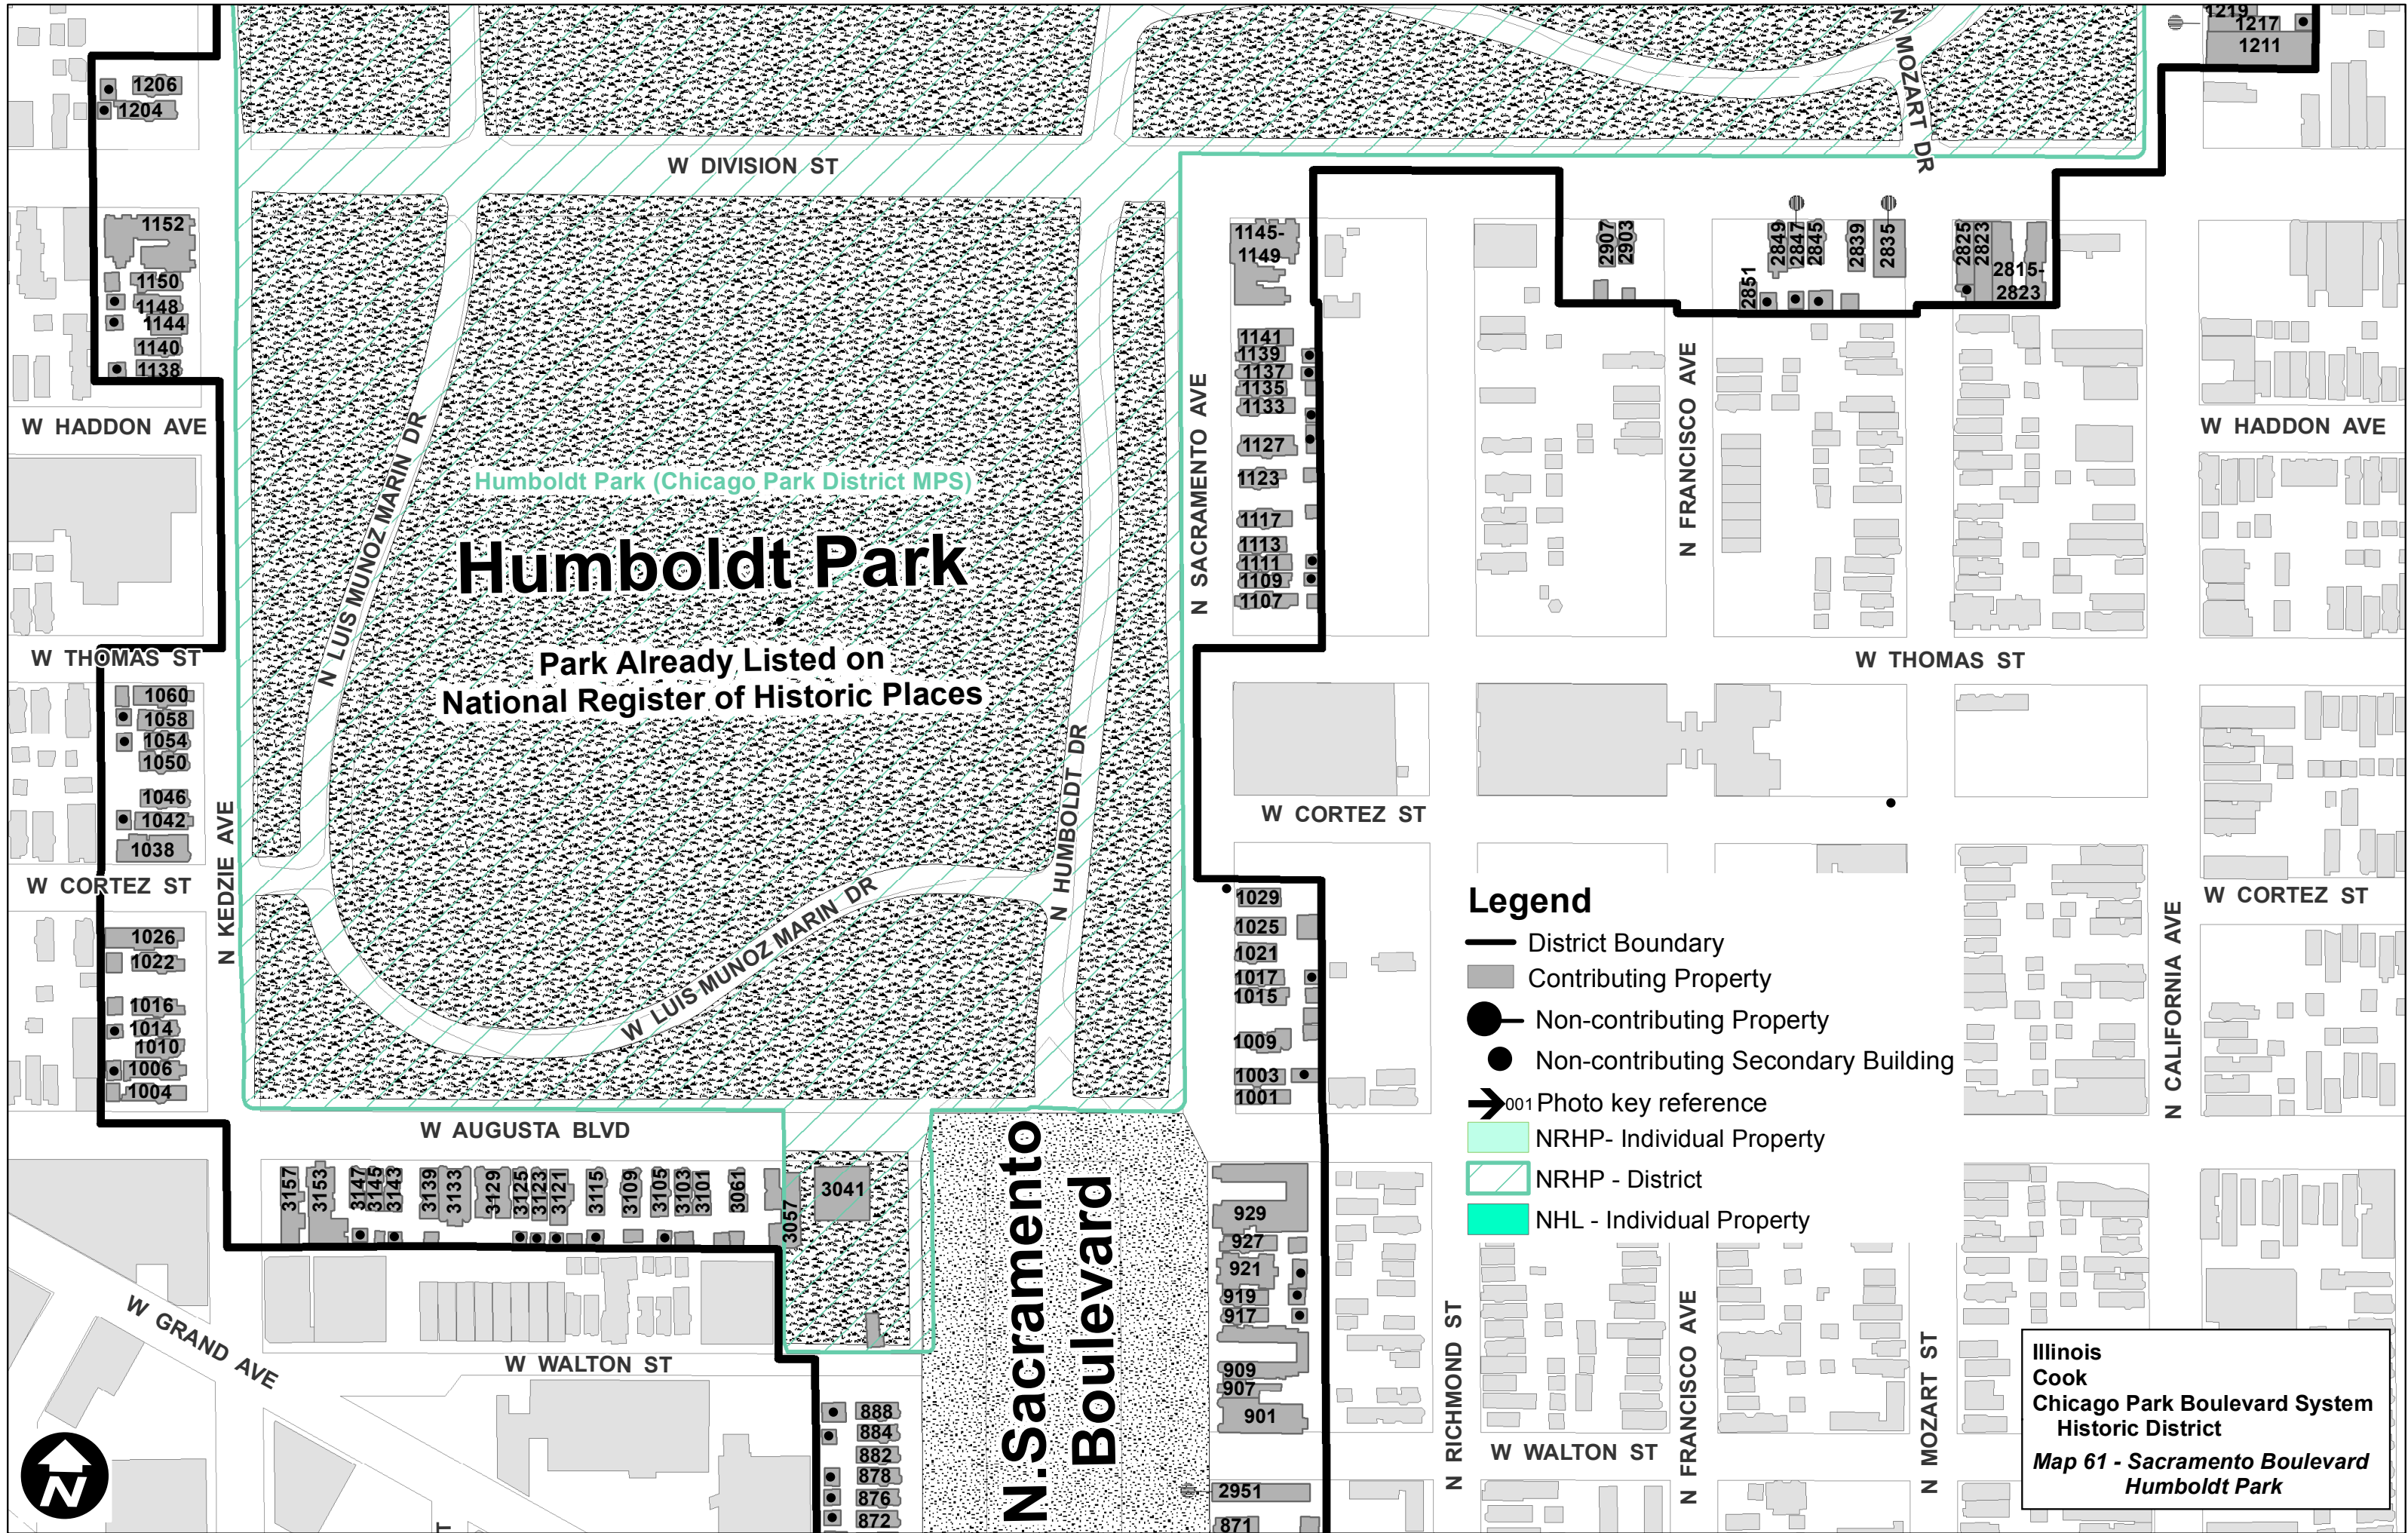 1219
1217
1211
N MOZART DR
1206
1204
W DIVISION ST
1152
1150
1148
1144
1140
1138
1145-
1149
1141
1139
1137
1135
1133
1127
1123
1117
1113
1111
1109
1107
2907
2903
2851
2849
2847
2845
2839
2835
2825
2823
2815-
2823
W HADDON AVE
W HADDON AVE
N LUIS MUNOZ MARIN DR
N SACRAMENTO AVE
N FRANCISCO AVE
Humboldt Park (Chicago Park District MPS)
Humboldt Park
Park Already Listed on
National Register of Historic Places
W THOMAS ST
W THOMAS ST
1060
1058
1054
1050
1046
1042
1038
N KEDZIE AVE
N HUMBOLDT DR
W CORTEZ ST
W CORTEZ ST
W CORTEZ ST
W LUIS MUNOZ MARIN DR
1026
1022
1016
1014
1010
1006
1004
1029
1025
1021
1017
1015
1009
1003
1001
N CALIFORNIA AVE
Legend
District Boundary
Contributing Property
Non-contributing Property
Non-contributing Secondary Building
001 Photo key reference
NRHP- Individual Property
NRHP - District
NHL - Individual Property
W AUGUSTA BLVD
3157
3153
3147
3145
3143
3139
3133
3129
3125
3123
3121
3115
3109
3105
3103
3101
3061
3057
3041
N.Sacramento
Boulevard
929
927
921
919
917
909
907
901
W GRAND AVE
W WALTON ST
N RICHMOND ST
W WALTON ST
N FRANCISCO AVE
N MOZART ST
888
884
882
878
876
872
2951
871
N
Illinois
Cook
Chicago Park Boulevard System
Historic District
Map 61 - Sacramento Boulevard
Humboldt Park